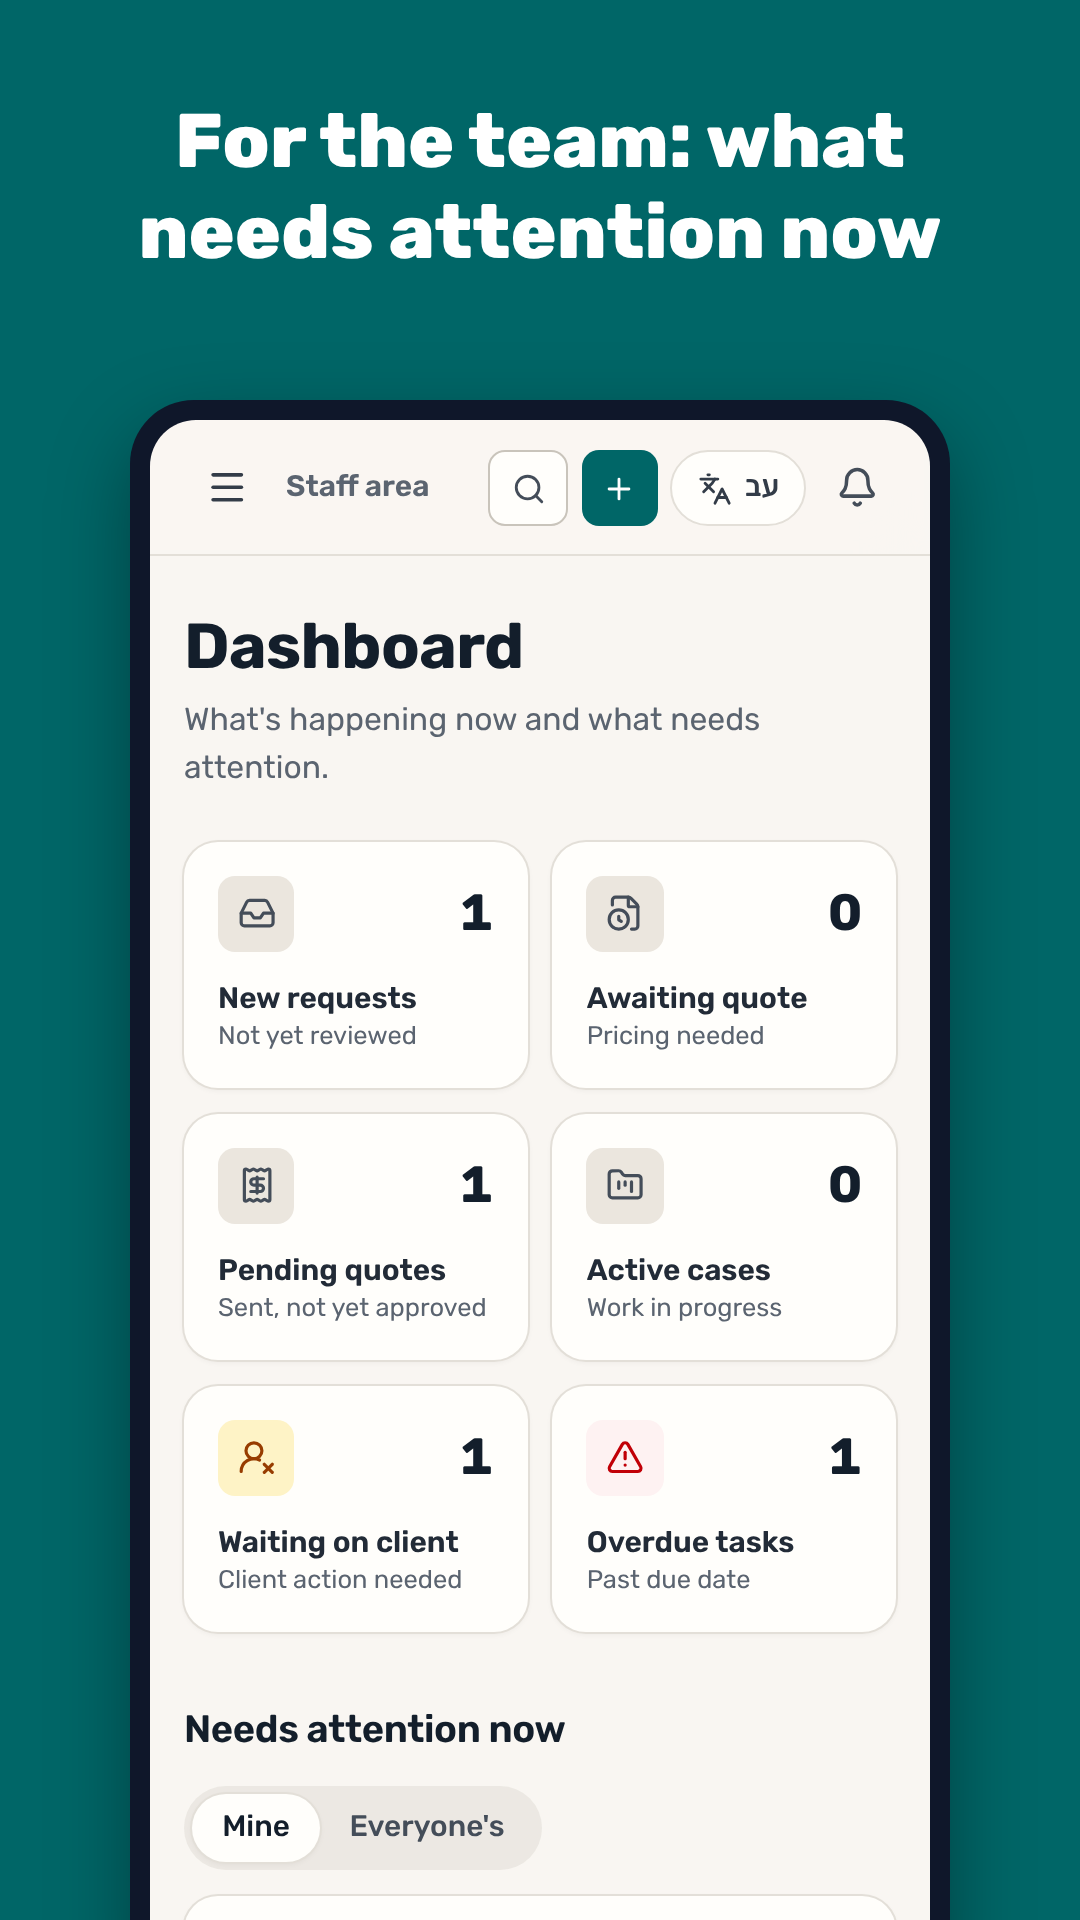 For the team: what
needs attention now
Staff area
עב
Dashboard
What's happening now and what needs
attention.
1
New requests
Not yet reviewed
0
Awaiting quote
Pricing needed
1
Pending quotes
Sent, not yet approved
0
Active cases
Work in progress
1
Waiting on client
Client action needed
1
Overdue tasks
Past due date
Needs attention now
Mine
Everyone's